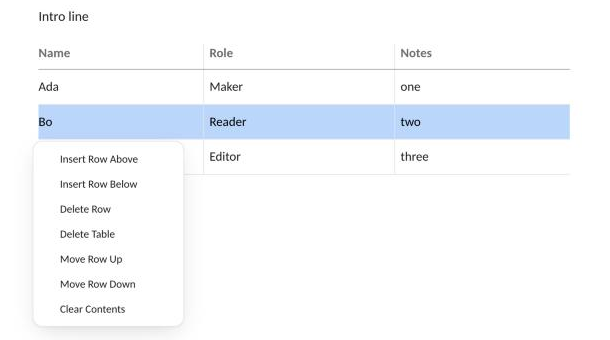 Intro line
Name Role Notes
Ada Maker one
Bo Reader two
Editor three
Insert Row Above
Insert Row Below
Delete Row
Delete Table
Move Row Up
Move Row Down
Clear Contents